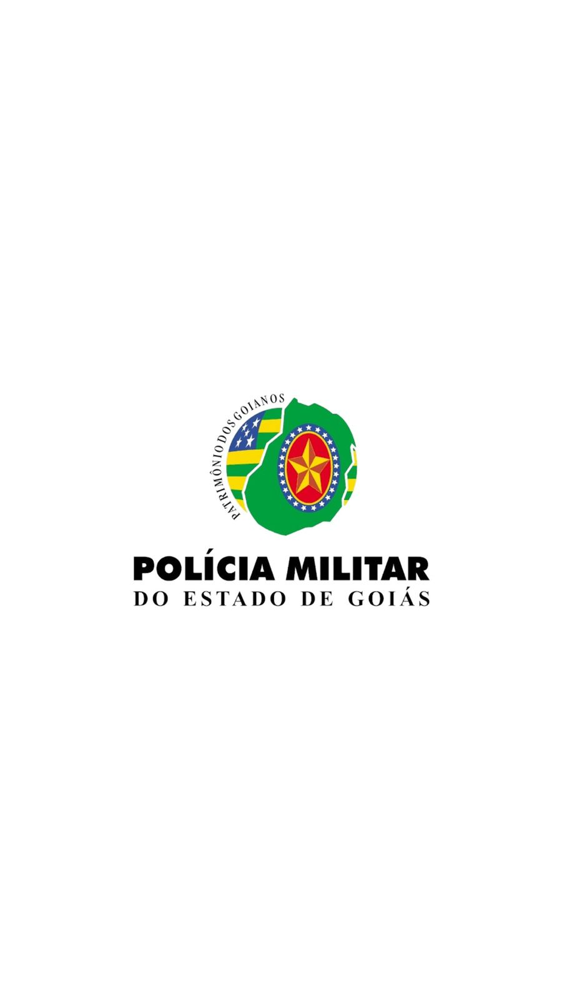 PATRIMÔNIO DOS GOIANOS
POLÍCIA MILITAR
DO ESTADO DE GOIÁS